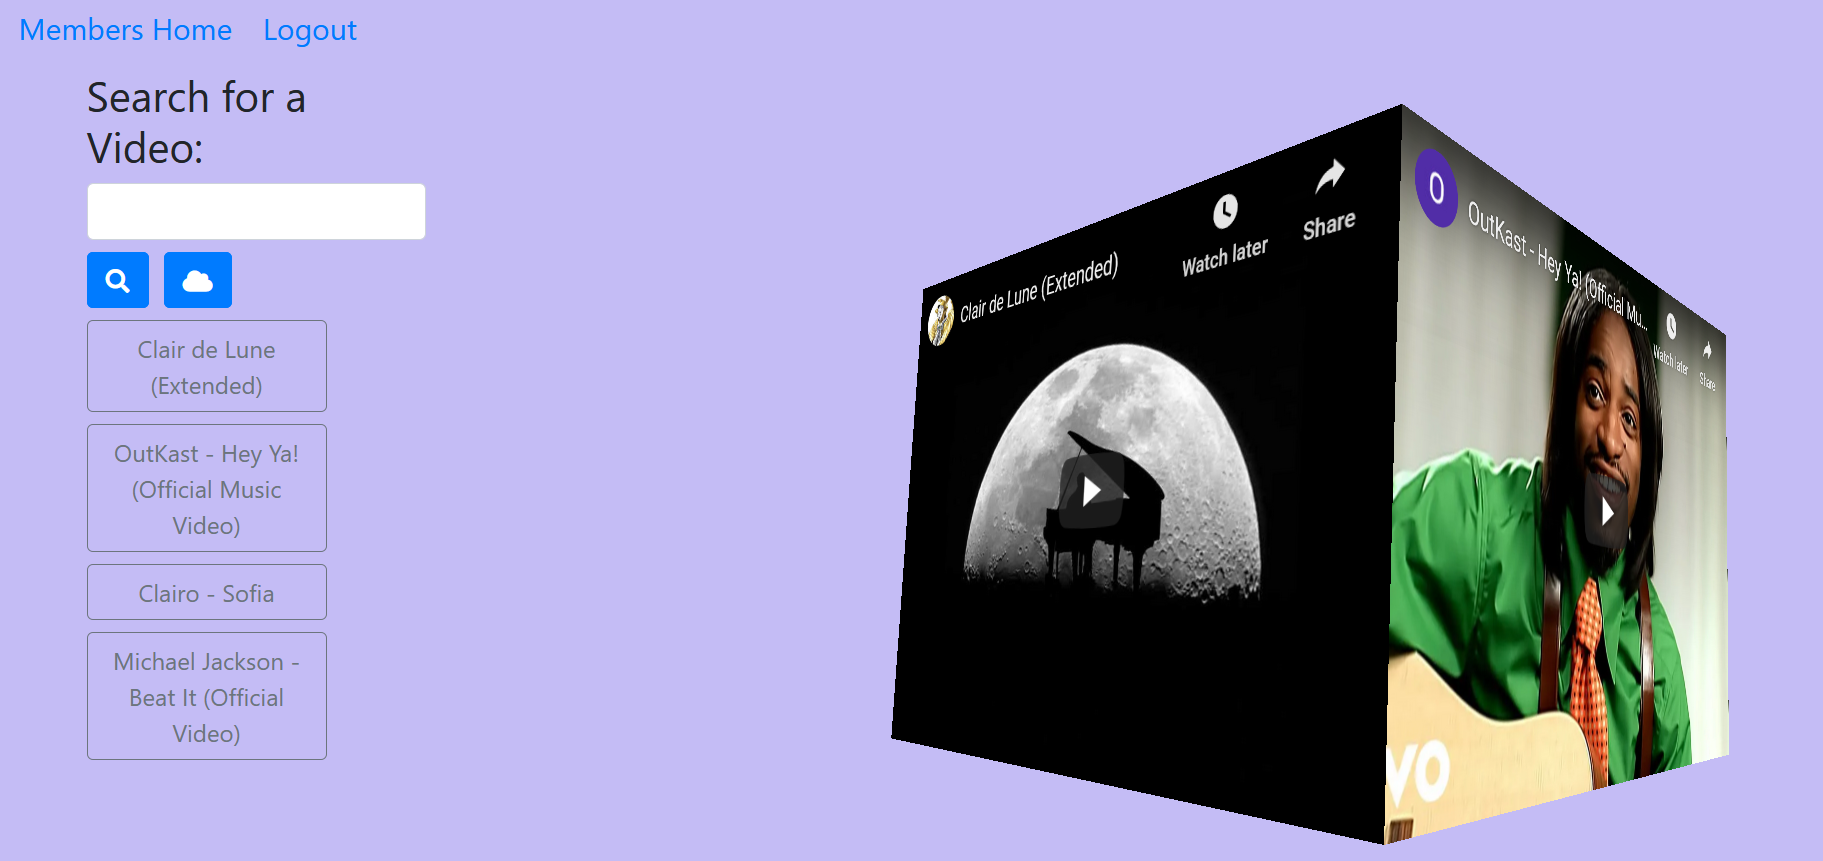 Members Home Logout
Search for a
Video:
Clair de Lune
(Extended)
OutKast - Hey Ya!
(Official Music
Video)
Clairo - Sofia
Michael Jackson -
Beat It (Official
Video)
Clair de Lune (Extended)
Watch later
Share
O
OutKast - Hey Ya! (Official Mu...
Watch later
Share
VO